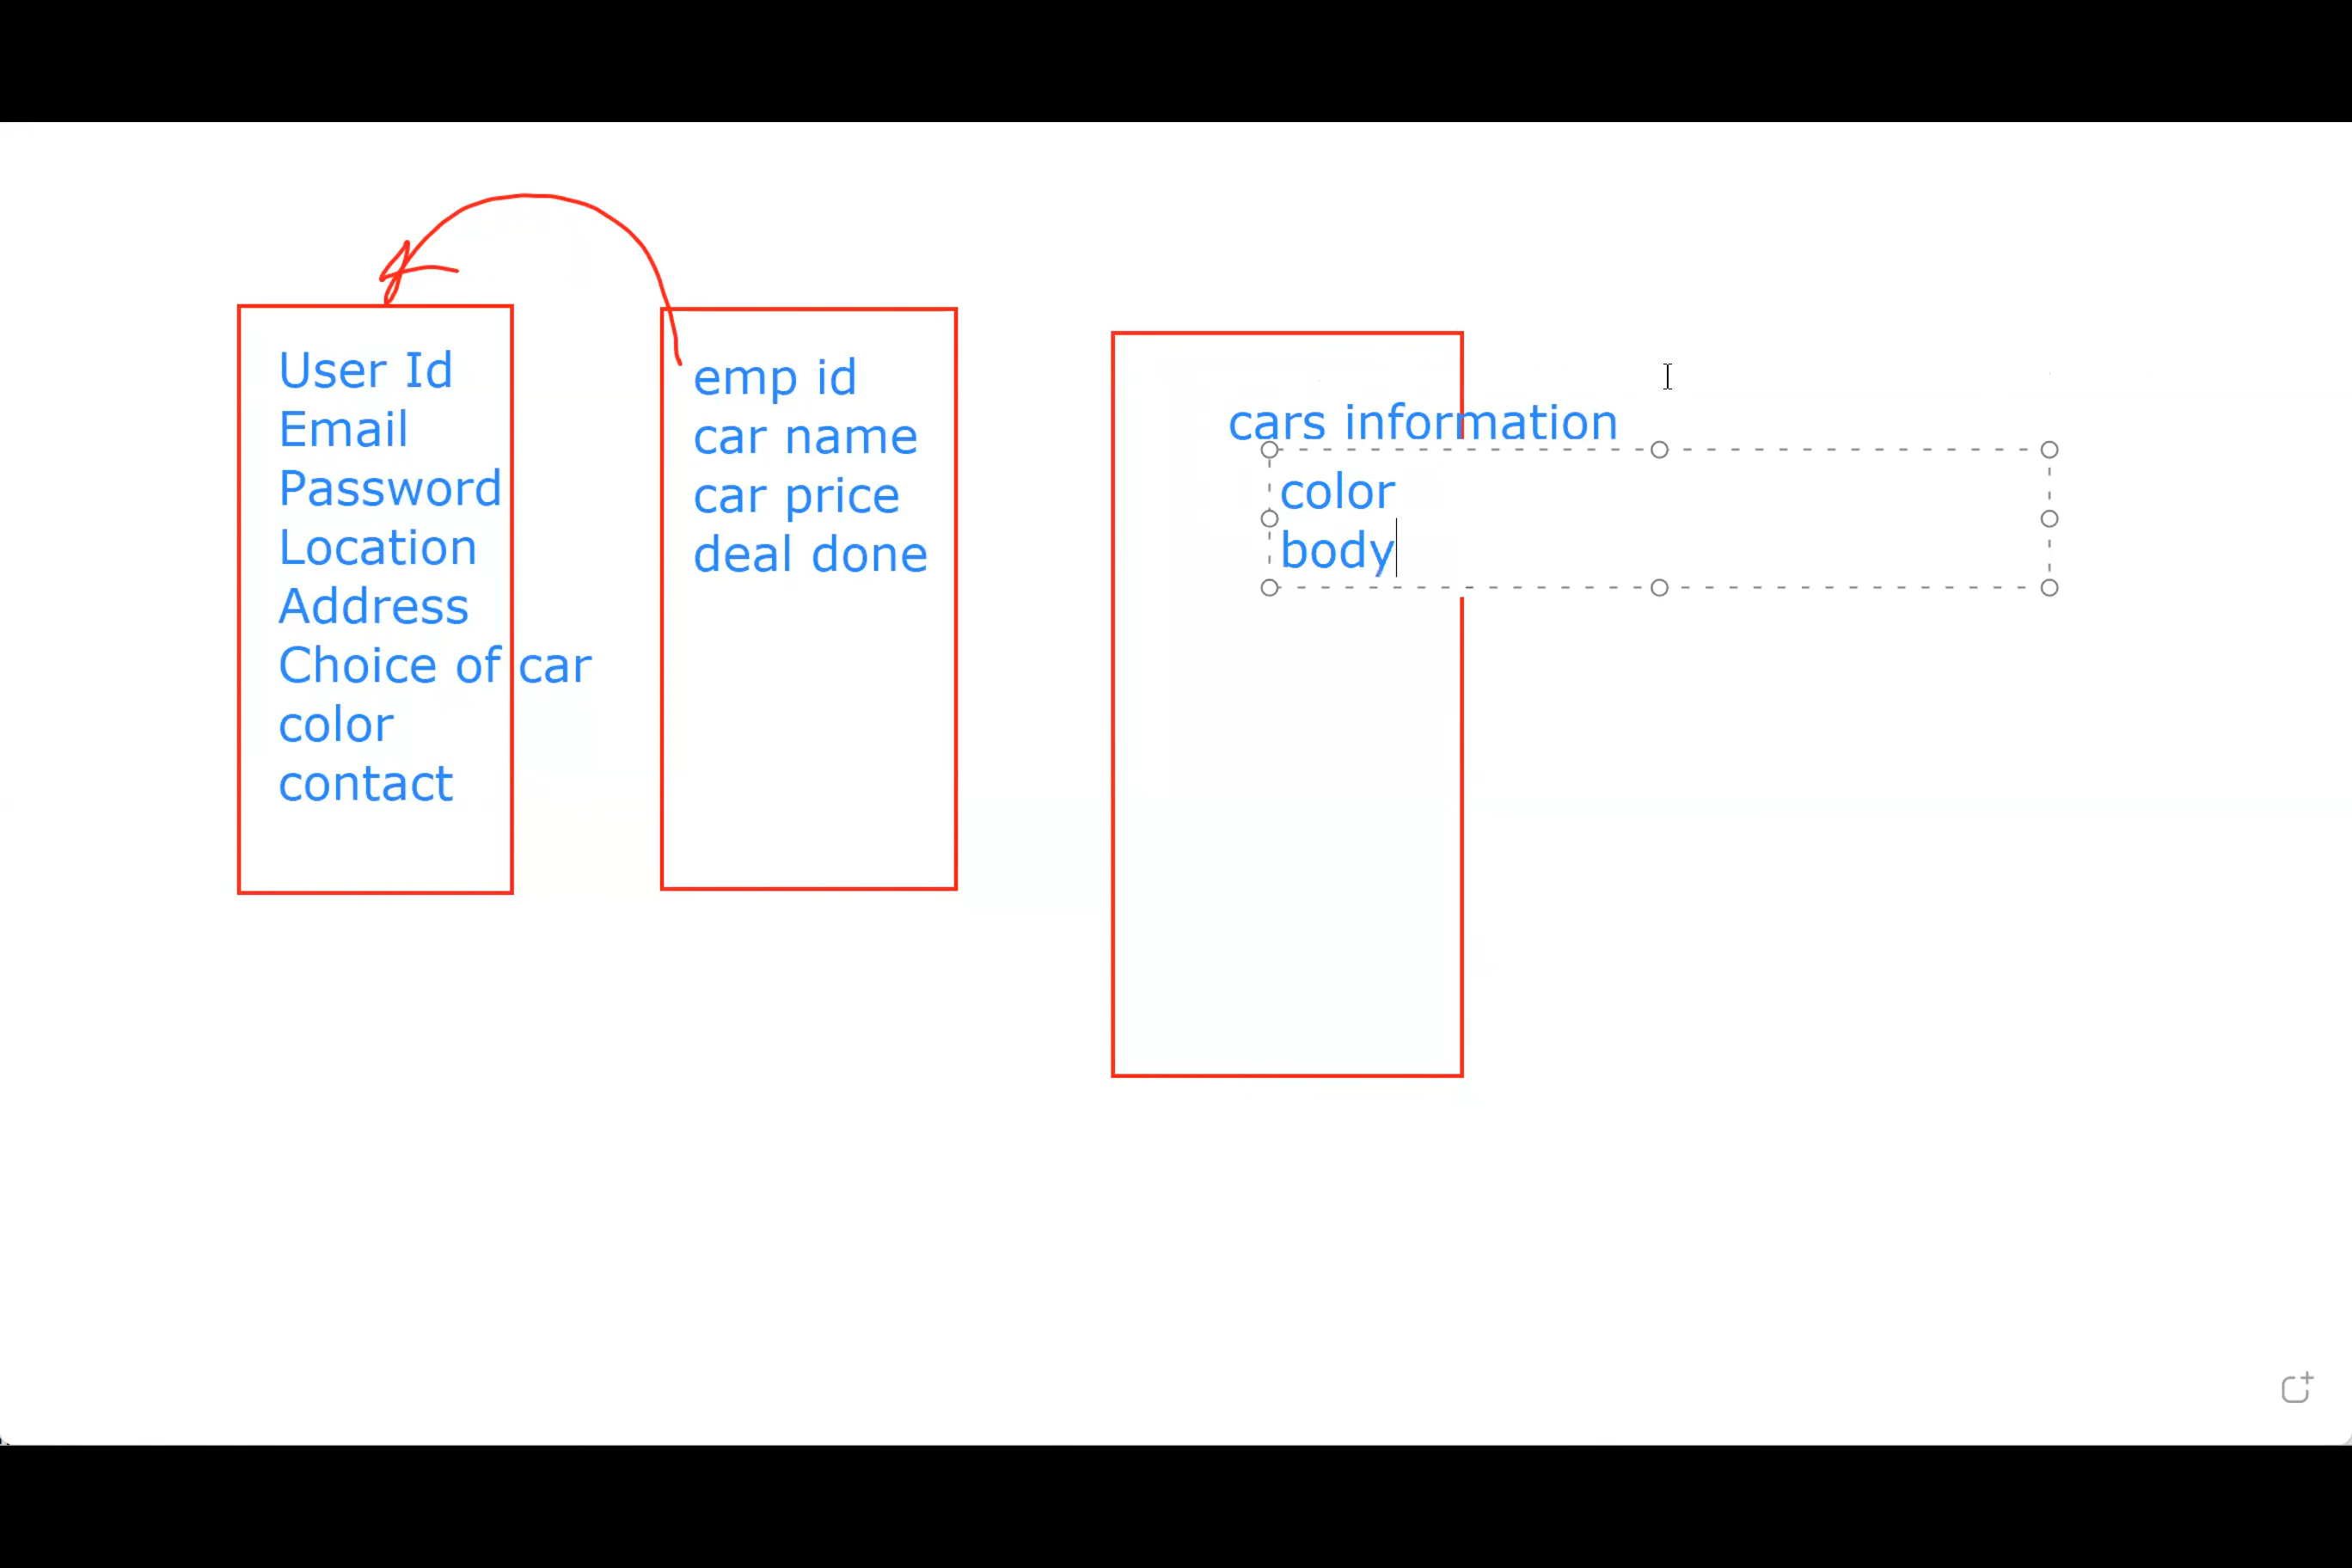 User Id
Email
Password
Location
Address
Choice of car
color
contact
emp id
car name
car price
deal done
cars information
color
body